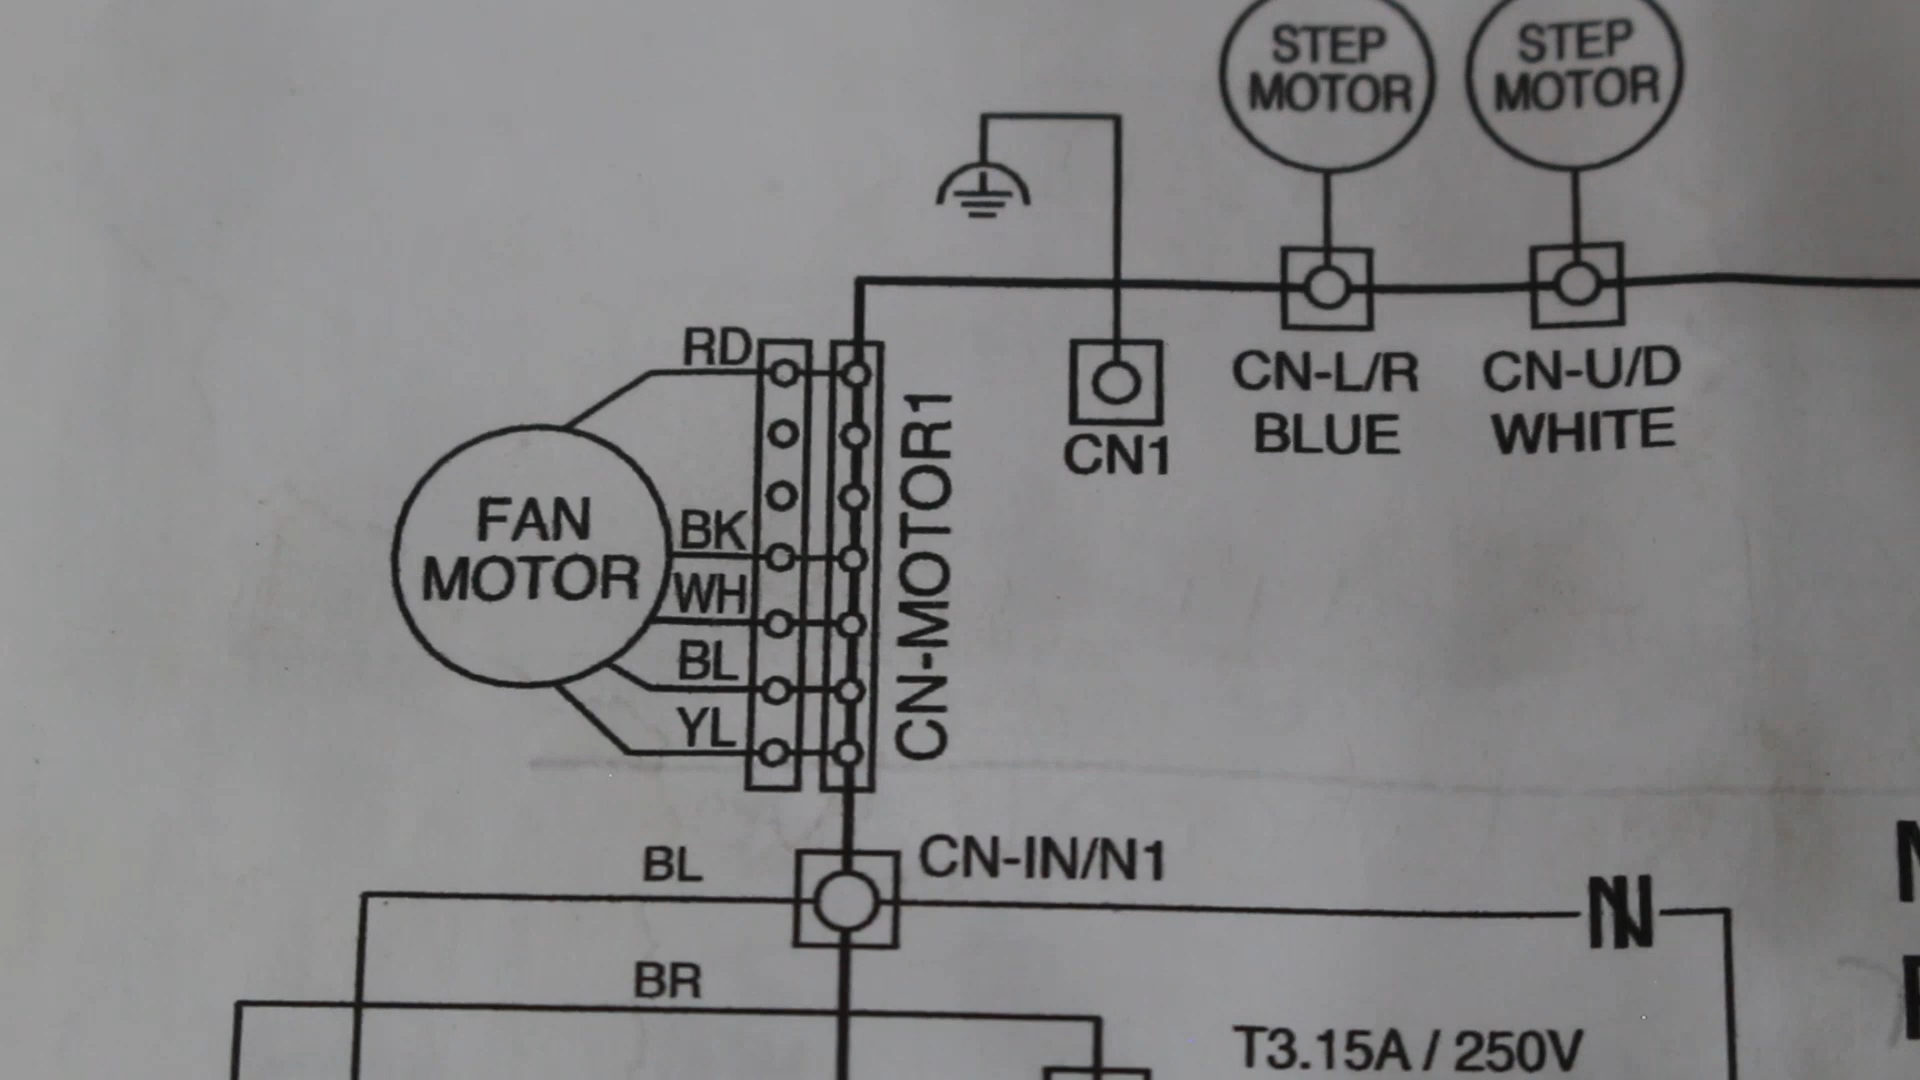 STEP
MOTOR
STEP
MOTOR
RD
BK
WH
BL
YL
FAN
MOTOR
CN-MOTOR1
CN1
CN-L/R
BLUE
CN-U/D
WHITE
BL
CN-IN/N1
BR
T3.15A / 250V